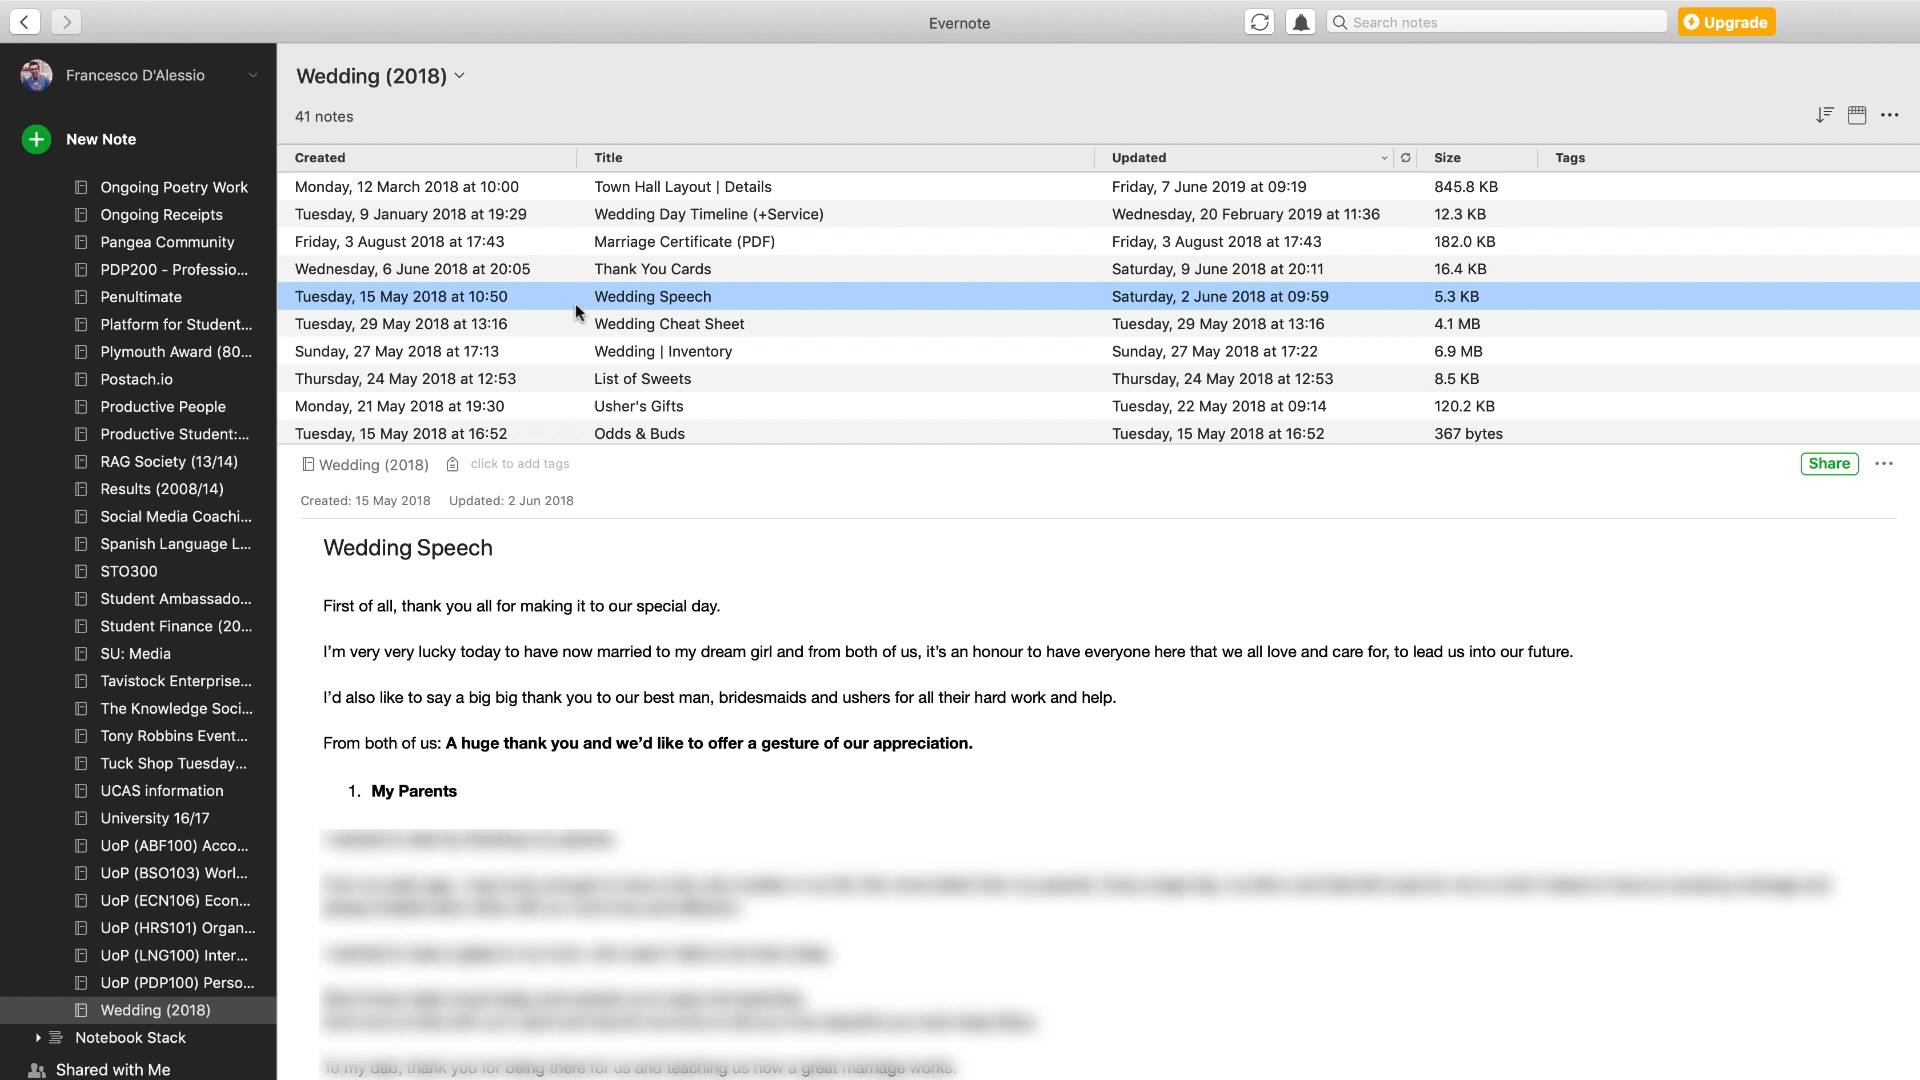 Evernote
Search notes
Upgrade
Francesco D'Alessio
New Note
Ongoing Poetry Work
Ongoing Receipts
Pangea Community
PDP200 - Professio...
Penultimate
Platform for Student...
Plymouth Award (80...
Postach.io
Productive People
Productive Student:...
RAG Society (13/14)
Results (2008/14)
Social Media Coachi...
Spanish Language L...
STO300
Student Ambassado...
Student Finance (20...
SU: Media
Tavistock Enterprise...
The Knowledge Soci...
Tony Robbins Event...
Tuck Shop Tuesday...
UCAS information
University 16/17
UoP (ABF100) Acco...
UoP (BSO103) Worl...
UoP (ECN106) Econ...
UoP (HRS101) Organ...
UoP (LNG100) Inter...
UoP (PDP100) Perso...
Wedding (2018)
Notebook Stack
Shared with Me
Wedding (2018)
41 notes
Created Title Updated Size Tags
Monday, 12 March 2018 at 10:00 Town Hall Layout | Details Friday, 7 June 2019 at 09:19 845.8 KB
Tuesday, 9 January 2018 at 19:29 Wedding Day Timeline (+Service) Wednesday, 20 February 2019 at 11:36 12.3 KB
Friday, 3 August 2018 at 17:43 Marriage Certificate (PDF) Friday, 3 August 2018 at 17:43 182.0 KB
Wednesday, 6 June 2018 at 20:05 Thank You Cards Saturday, 9 June 2018 at 20:11 16.4 KB
Tuesday, 15 May 2018 at 10:50 Wedding Speech Saturday, 2 June 2018 at 09:59 5.3 KB
Tuesday, 29 May 2018 at 13:16 Wedding Cheat Sheet Tuesday, 29 May 2018 at 13:16 4.1 MB
Sunday, 27 May 2018 at 17:13 Wedding | Inventory Sunday, 27 May 2018 at 17:22 6.9 MB
Thursday, 24 May 2018 at 12:53 List of Sweets Thursday, 24 May 2018 at 12:53 8.5 KB
Monday, 21 May 2018 at 19:30 Usher's Gifts Tuesday, 22 May 2018 at 09:14 120.2 KB
Tuesday, 15 May 2018 at 16:52 Odds & Buds Tuesday, 15 May 2018 at 16:52 367 bytes
Wedding (2018) click to add tags Share
Created: 15 May 2018 Updated: 2 Jun 2018
Wedding Speech
First of all, thank you all for making it to our special day.
I'm very very lucky today to have now married to my dream girl and from both of us, it's an honour to have everyone here that we all love and care for, to lead us into our future.
I'd also like to say a big big thank you to our best man, bridesmaids and ushers for all their hard work and help.
From both of us: A huge thank you and we'd like to offer a gesture of our appreciation.
1. My Parents
To my dad, thank you for being there for us and teaching us how a great marriage works.